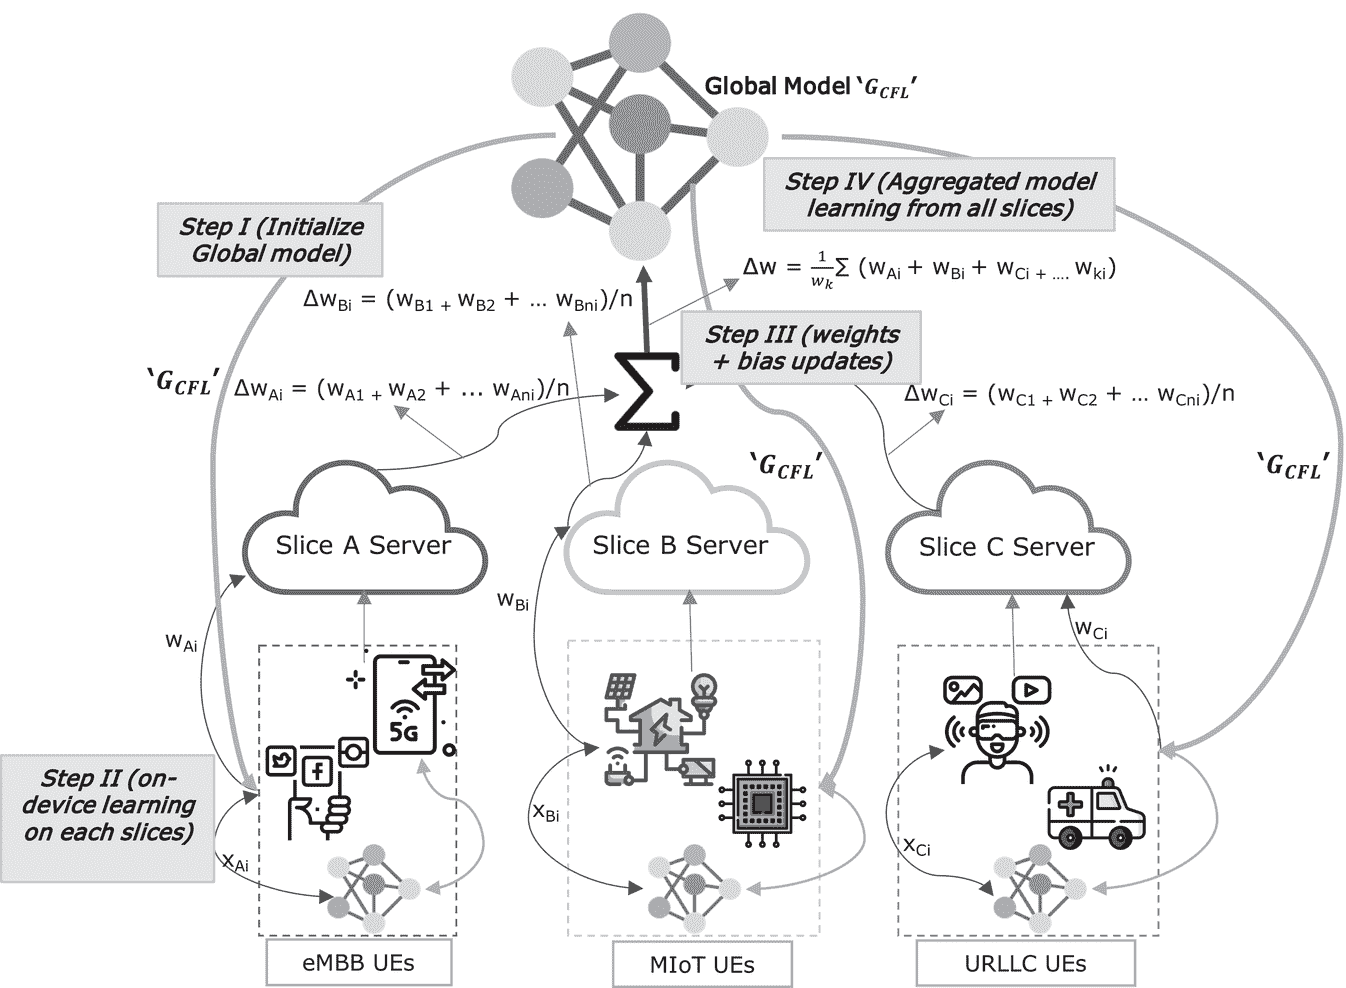 Global Model ‘G_CFL’
Step IV (Aggregated model
learning from all slices)
Step I (Initialize
Global model)
Δw = 1/w_k Σ (w_Ai + w_Bi + w_Ci + .... w_ki)
Δw_Bi = (w_B1 + w_B2 + ... w_Bni)/n
Step III (weights
+ bias updates)
‘G_CFL’
Δw_Ai = (w_A1 + w_A2 + ... w_Ani)/n
Σ
Δw_Ci = (w_C1 + w_C2 + ... w_Cni)/n
‘G_CFL’
‘G_CFL’
Slice A Server
Slice B Server
Slice C Server
w_Ai
w_Bi
w_Ci
5G
f
Step II (on-
device learning
on each slices)
x_Ai
x_Bi
x_Ci
eMBB UEs
MIoT UEs
URLLC UEs